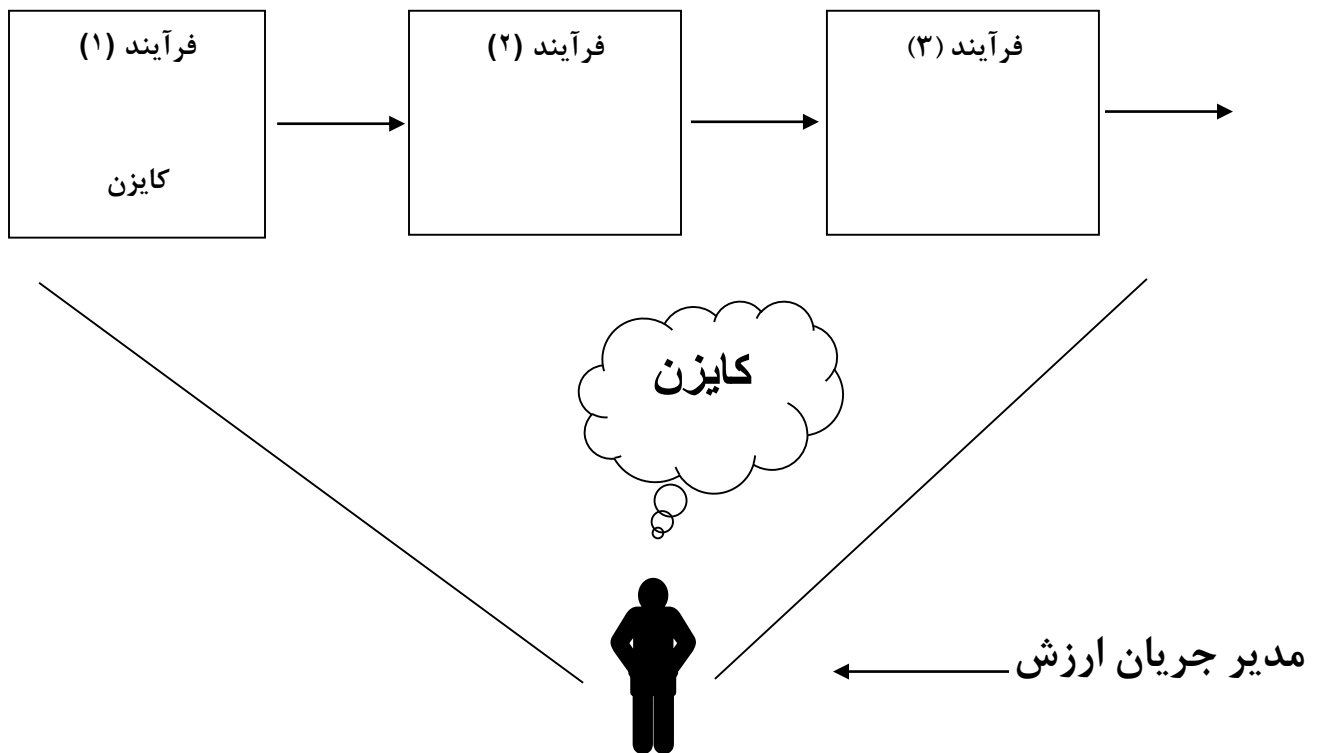 فرآیند (۱)
فرآیند (۲)
فرآیند (۳)
کایزن
کایزن
مدیر جریان ارزش